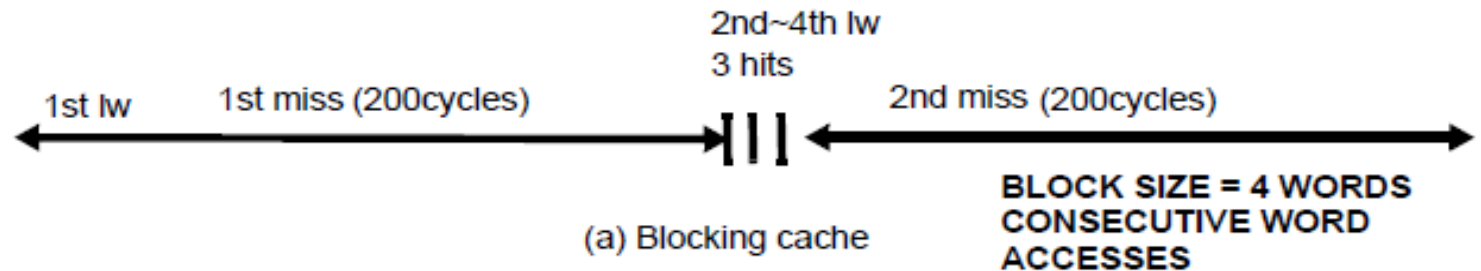 2nd~4th lw
3 hits
1st lw
1st miss (200cycles)
2nd miss (200cycles)
BLOCK SIZE = 4 WORDS
CONSECUTIVE WORD
ACCESSES
(a) Blocking cache